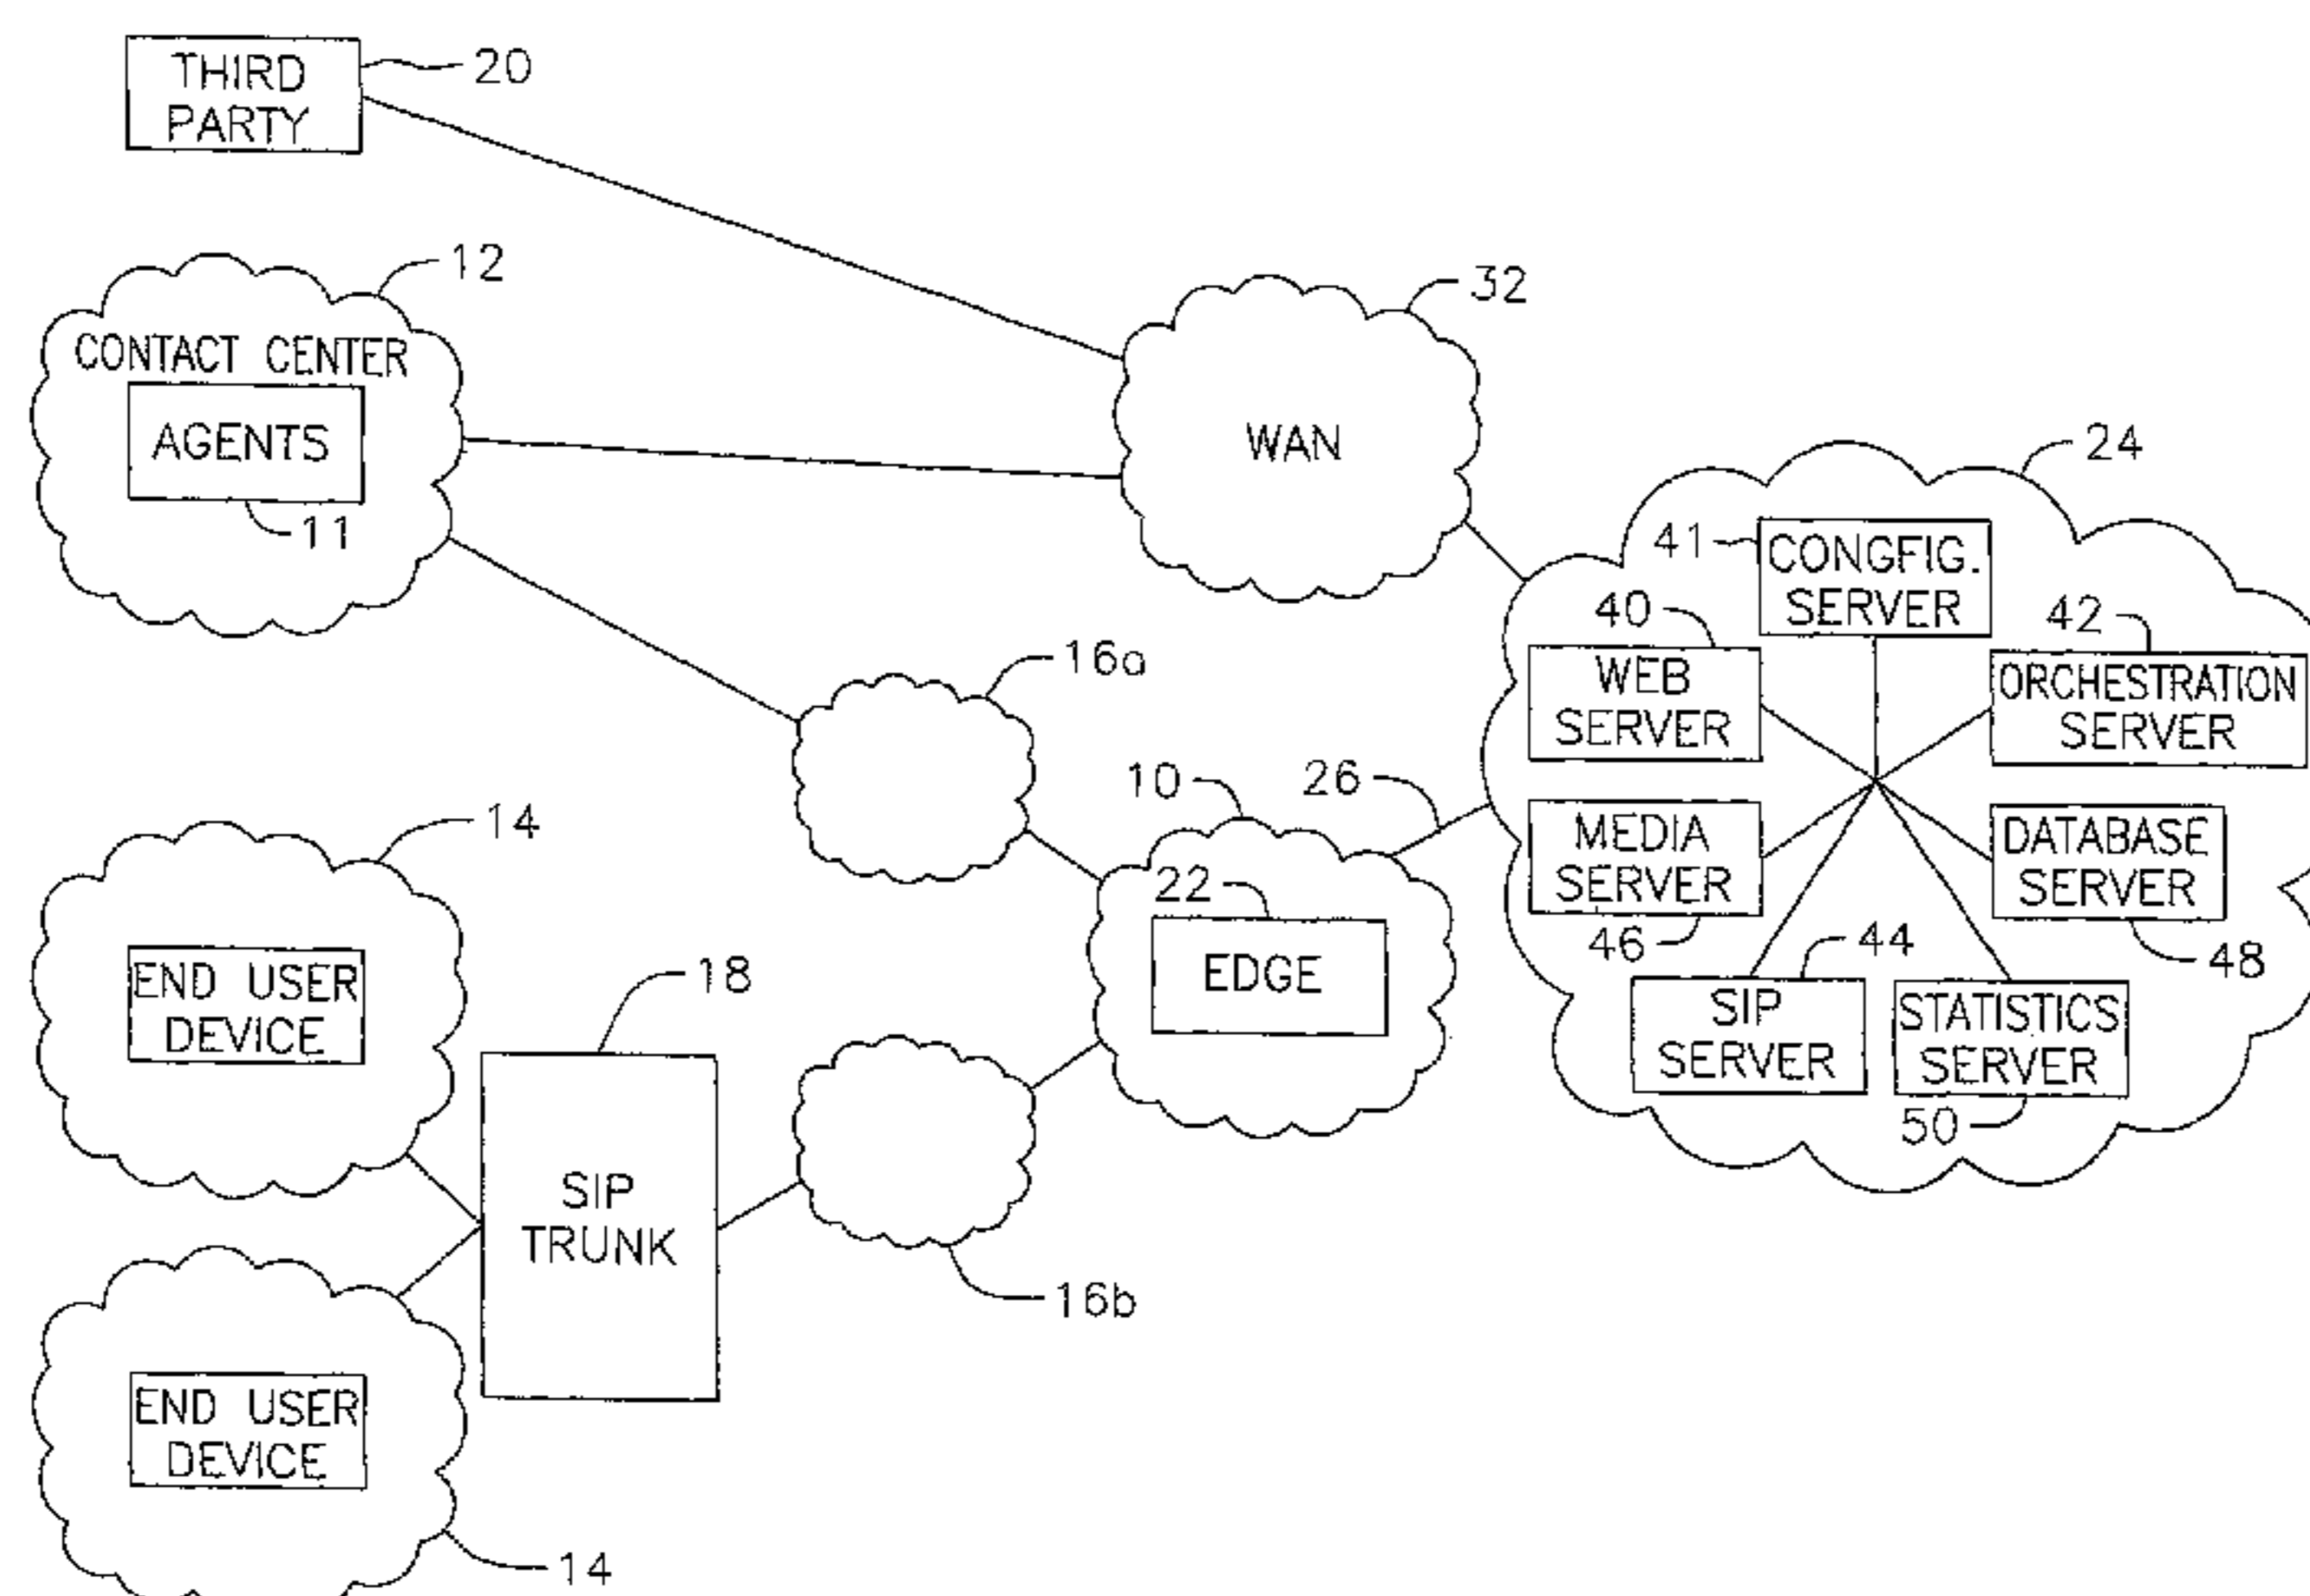 THIRD
PARTY
20
12
CONTACT CENTER
AGENTS
11
32
WAN
24
41
CONGFIG.
SERVER
40
WEB
SERVER
42
ORCHESTRATION
SERVER
16a
10
26
14
22
EDGE
MEDIA
SERVER
46
DATABASE
SERVER
48
44
SIP
SERVER
STATISTICS
SERVER
50
END USER
DEVICE
18
SIP
TRUNK
16b
END USER
DEVICE
14